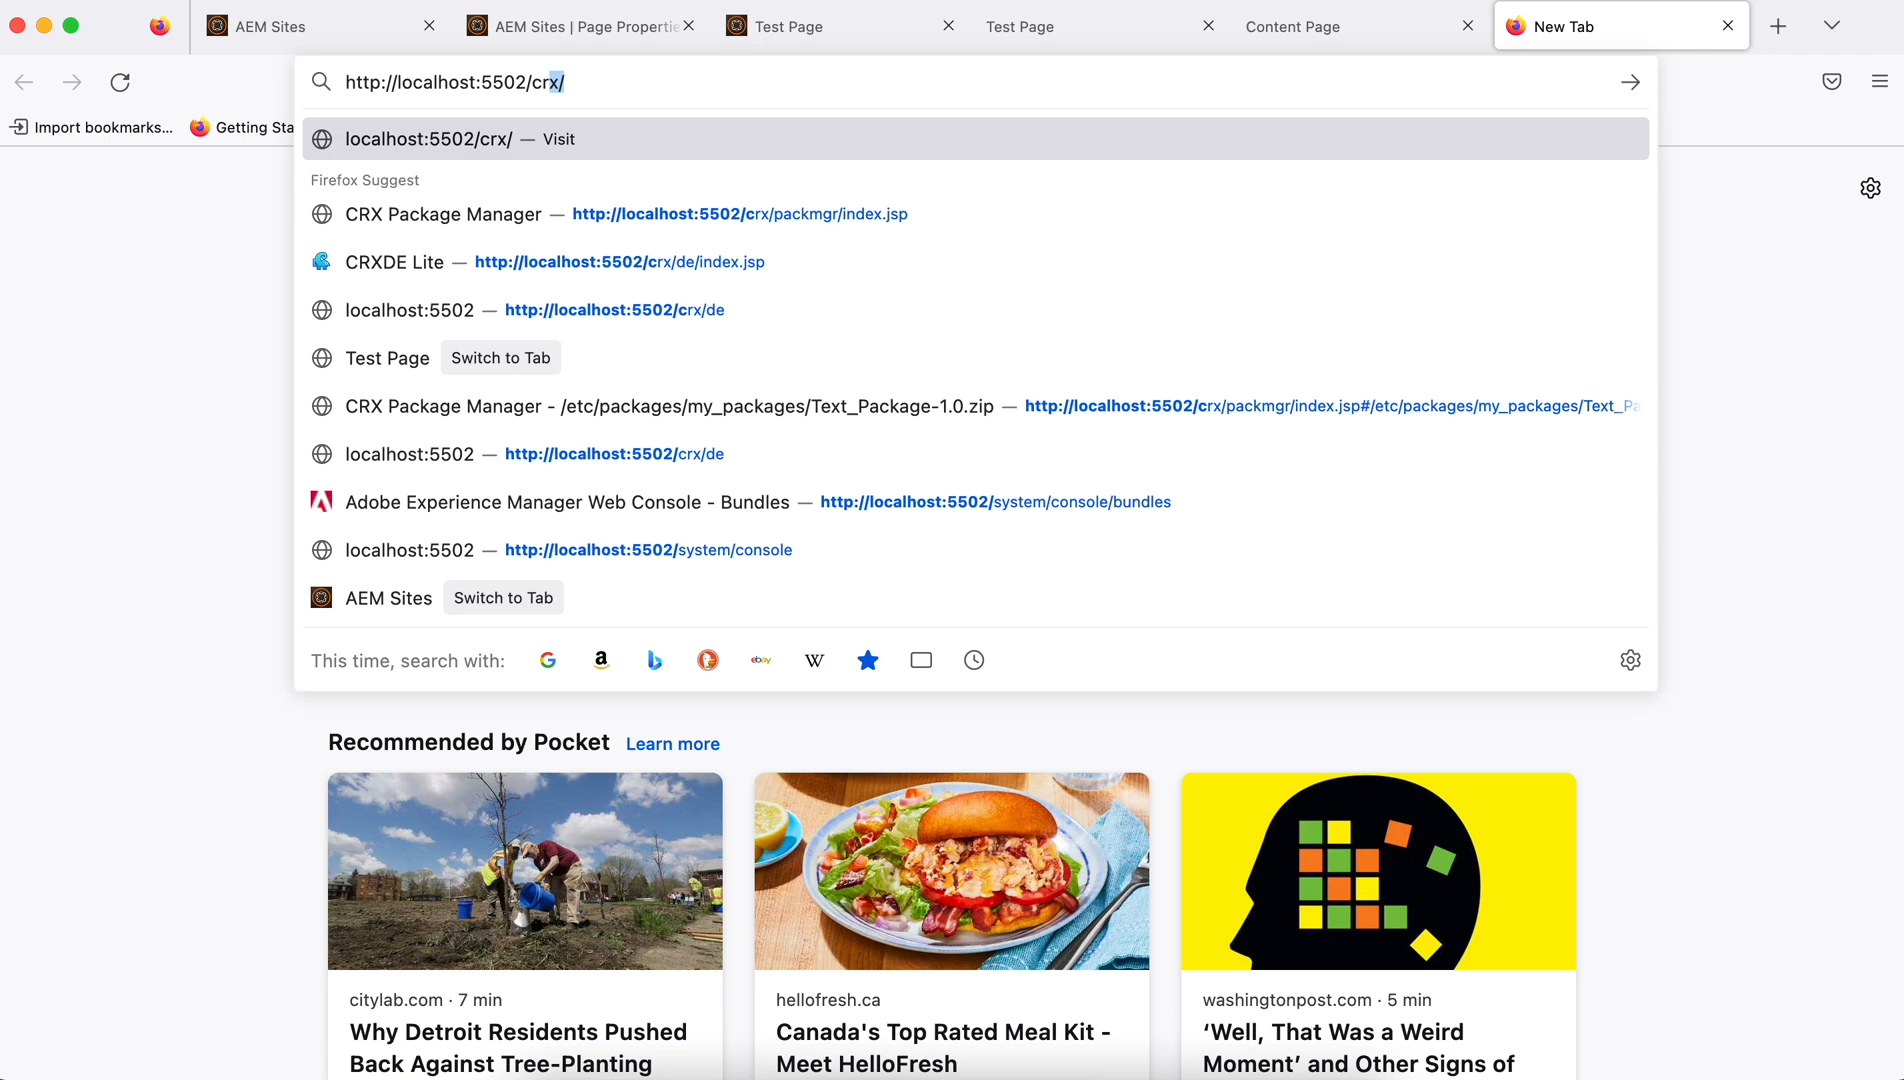 AEM Sites
AEM Sites | Page Propertie
Test Page
Test Page
Content Page
New Tab
http://localhost:5502/crx/
Import bookmarks...
Getting Sta
localhost:5502/crx/ — Visit
Firefox Suggest
CRX Package Manager — http://localhost:5502/crx/packmgr/index.jsp
CRXDE Lite — http://localhost:5502/crx/de/index.jsp
localhost:5502 — http://localhost:5502/crx/de
Test Page Switch to Tab
CRX Package Manager - /etc/packages/my_packages/Text_Package-1.0.zip — http://localhost:5502/crx/packmgr/index.jsp#/etc/packages/my_packages/Text_Pa
localhost:5502 — http://localhost:5502/crx/de
Adobe Experience Manager Web Console - Bundles — http://localhost:5502/system/console/bundles
localhost:5502 — http://localhost:5502/system/console
AEM Sites Switch to Tab
This time, search with: G a ebay W
Recommended by Pocket Learn more
citylab.com · 7 min
Why Detroit Residents Pushed
Back Against Tree-Planting
hellofresh.ca
Canada's Top Rated Meal Kit -
Meet HelloFresh
washingtonpost.com · 5 min
‘Well, That Was a Weird
Moment’ and Other Signs of